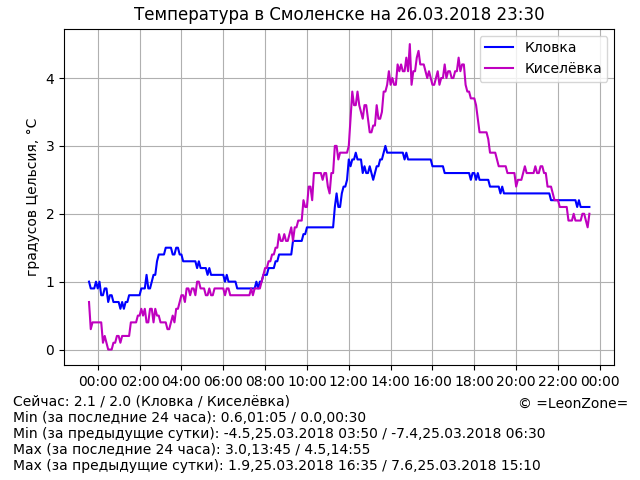 Температура в Смоленске на 26.03.2018 23:30
Кловка
Киселёвка
градусов Цельсия, °C
4
3
2
1
0
00:00 02:00 04:00 06:00 08:00 10:00 12:00 14:00 16:00 18:00 20:00 22:00 00:00
Сейчас: 2.1 / 2.0 (Кловка / Киселёвка)
© =LeonZone=
Min (за последние 24 часа): 0.6,01:05 / 0.0,00:30
Min (за предыдущие сутки): -4.5,25.03.2018 03:50 / -7.4,25.03.2018 06:30
Max (за последние 24 часа): 3.0,13:45 / 4.5,14:55
Max (за предыдущие сутки): 1.9,25.03.2018 16:35 / 7.6,25.03.2018 15:10